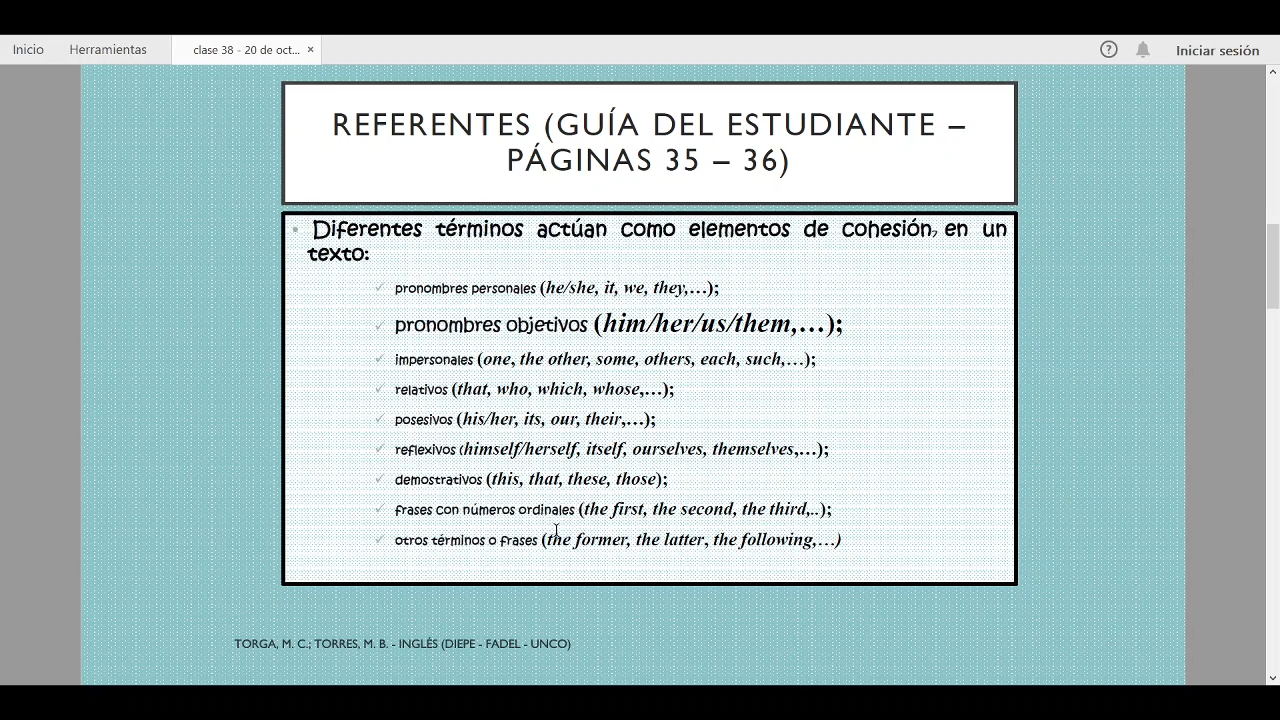 Inicio Herramientas clase 38 - 20 de oct... × ? Iniciar sesión
REFERENTES (GUÍA DEL ESTUDIANTE –
PÁGINAS 35 – 36)
• Diferentes términos actúan como elementos de cohesión, en un
texto:
✓ pronombres personales (he/she, it, we, they,…);
✓ pronombres objetivos (him/her/us/them,…);
✓ impersonales (one, the other, some, others, each, such,…);
✓ relativos (that, who, which, whose,…);
✓ posesivos (his/her, its, our, their,…);
✓ reflexivos (himself/herself, itself, ourselves, themselves,…);
✓ demostrativos (this, that, these, those);
✓ frases con números ordinales (the first, the second, the third,..);
✓ otros términos o frases (the former, the latter, the following,…)
TORGA, M. C.; TORRES, M. B. - INGLÉS (DIEPE - FADEL - UNCO)